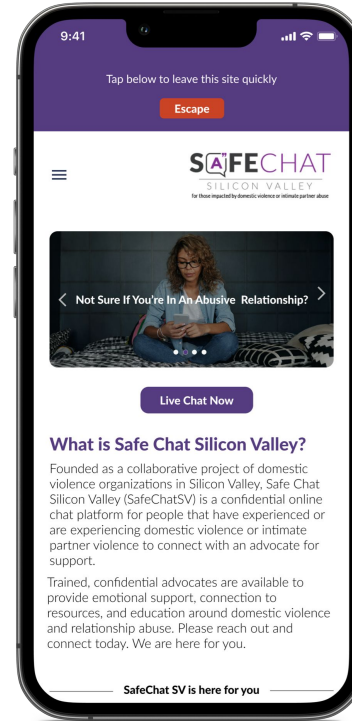 9:41
Tap below to leave this site quickly
Escape
SAFECHAT
SILICON VALLEY
for those impacted by domestic violence or intimate partner abuse
Not Sure If You're In An Abusive Relationship?
Live Chat Now
What is Safe Chat Silicon Valley?
Founded as a collaborative project of domestic
violence organizations in Silicon Valley, Safe Chat
Silicon Valley (SafeChatSV) is a confidential online
chat platform for people that have experienced or
are experiencing domestic violence or intimate
partner violence to connect with an advocate for
support.
Trained, confidential advocates are available to
provide emotional support, connection to
resources, and education around domestic violence
and relationship abuse. Please reach out and
connect today. We are here for you.
SafeChat SV is here for you